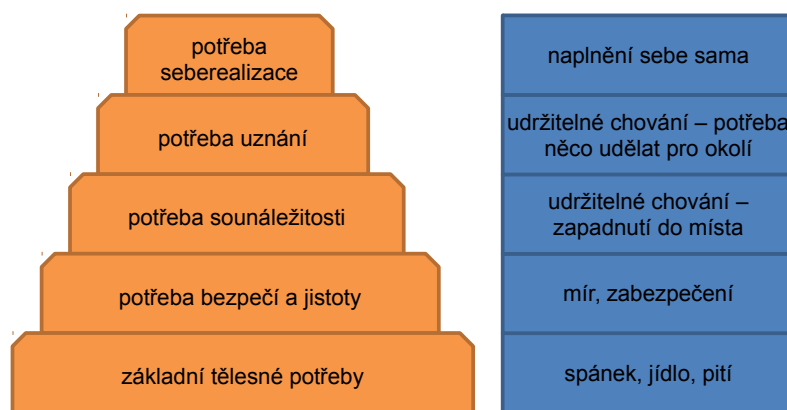 potřeba
seberealizace
naplnění sebe sama
potřeba uznání
udržitelné chování – potřeba
něco udělat pro okolí
potřeba sounáležitosti
udržitelné chování –
zapadnutí do místa
potřeba bezpečí a jistoty
mír, zabezpečení
základní tělesné potřeby
spánek, jídlo, pití